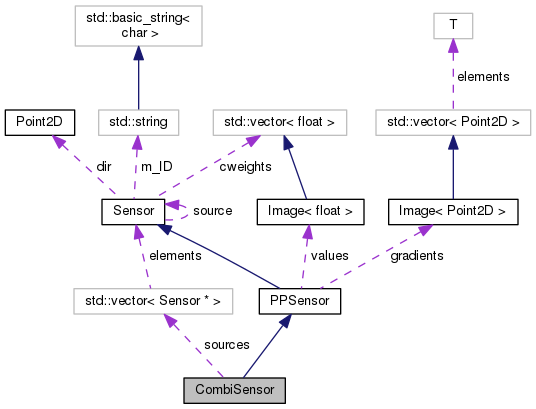 std::basic_string<
char >
T
elements
Point2D
std::string
std::vector< float >
std::vector< Point2D >
dir
m_ID
cweights
Sensor
source
Image< float >
Image< Point2D >
elements
values
gradients
std::vector< Sensor * >
PPSensor
sources
CombiSensor